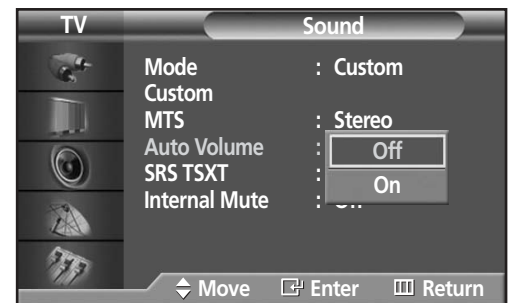 TV Sound
Mode : Custom
Custom
MTS : Stereo
Auto Volume : Off
SRS TSXT : On
Internal Mute :
Move Enter Return